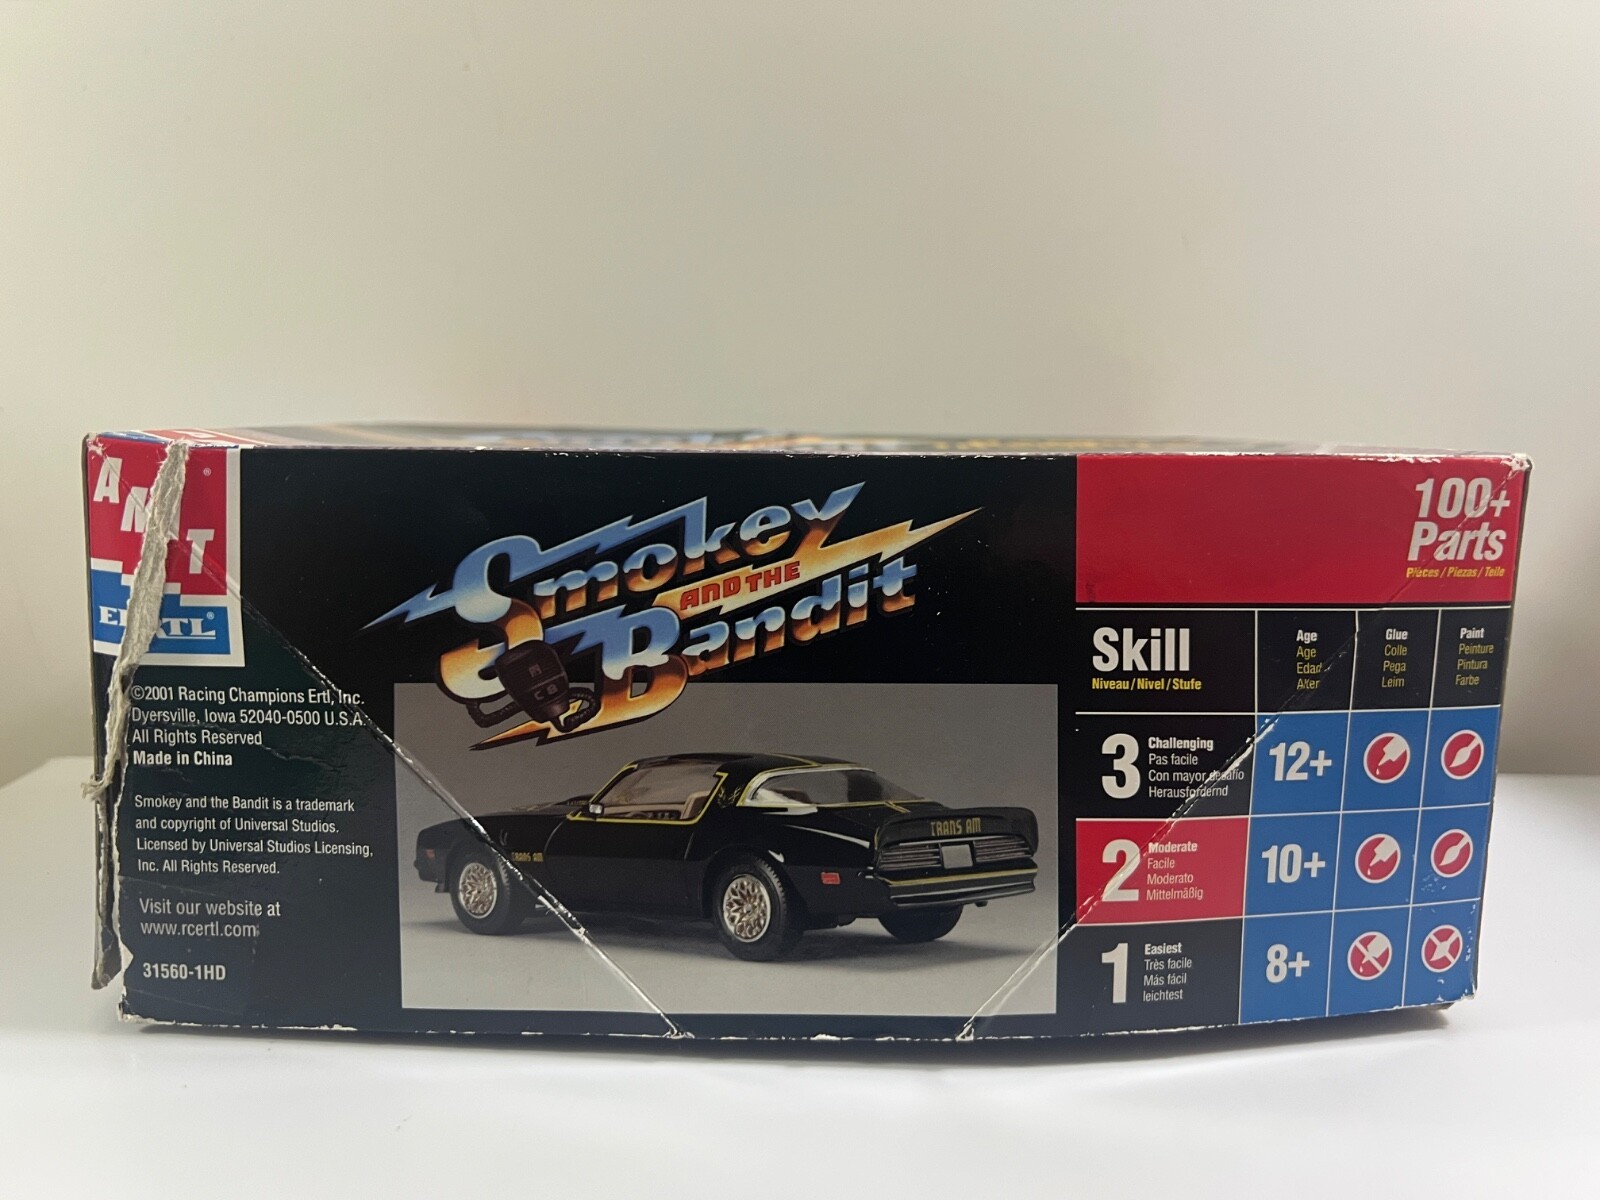 AMT®
ERTL®
©2001 Racing Champions Ertl, Inc.
Dyersville, Iowa 52040-0500 U.S.A.
All Rights Reserved
Made in China
Smokey and the Bandit is a trademark
and copyright of Universal Studios.
Licensed by Universal Studios Licensing,
Inc. All Rights Reserved.
Visit our website at
www.rcertl.com
31560-1HD
Smokey
AND THE
Bandit
CB
TRANS AM
TRANS AM
100+
Parts
Pièces / Piezas / Teile
Skill
Niveau / Nivel / Stufe
Age
Age
Edad
Alter
Glue
Colle
Pega
Leim
Paint
Peinture
Pintura
Farbe
3
Challenging
Pas facile
Con mayor desafío
Herausfordernd
12+
2
Moderate
Facile
Moderato
Mittelmäßig
10+
1
Easiest
Très facile
Más fácil
leichtest
8+